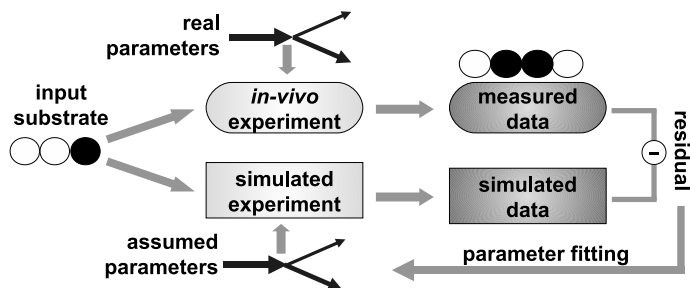 real
parameters
input
substrate
in-vivo
experiment
measured
data
simulated
experiment
simulated
data
−
residual
assumed
parameters
parameter fitting